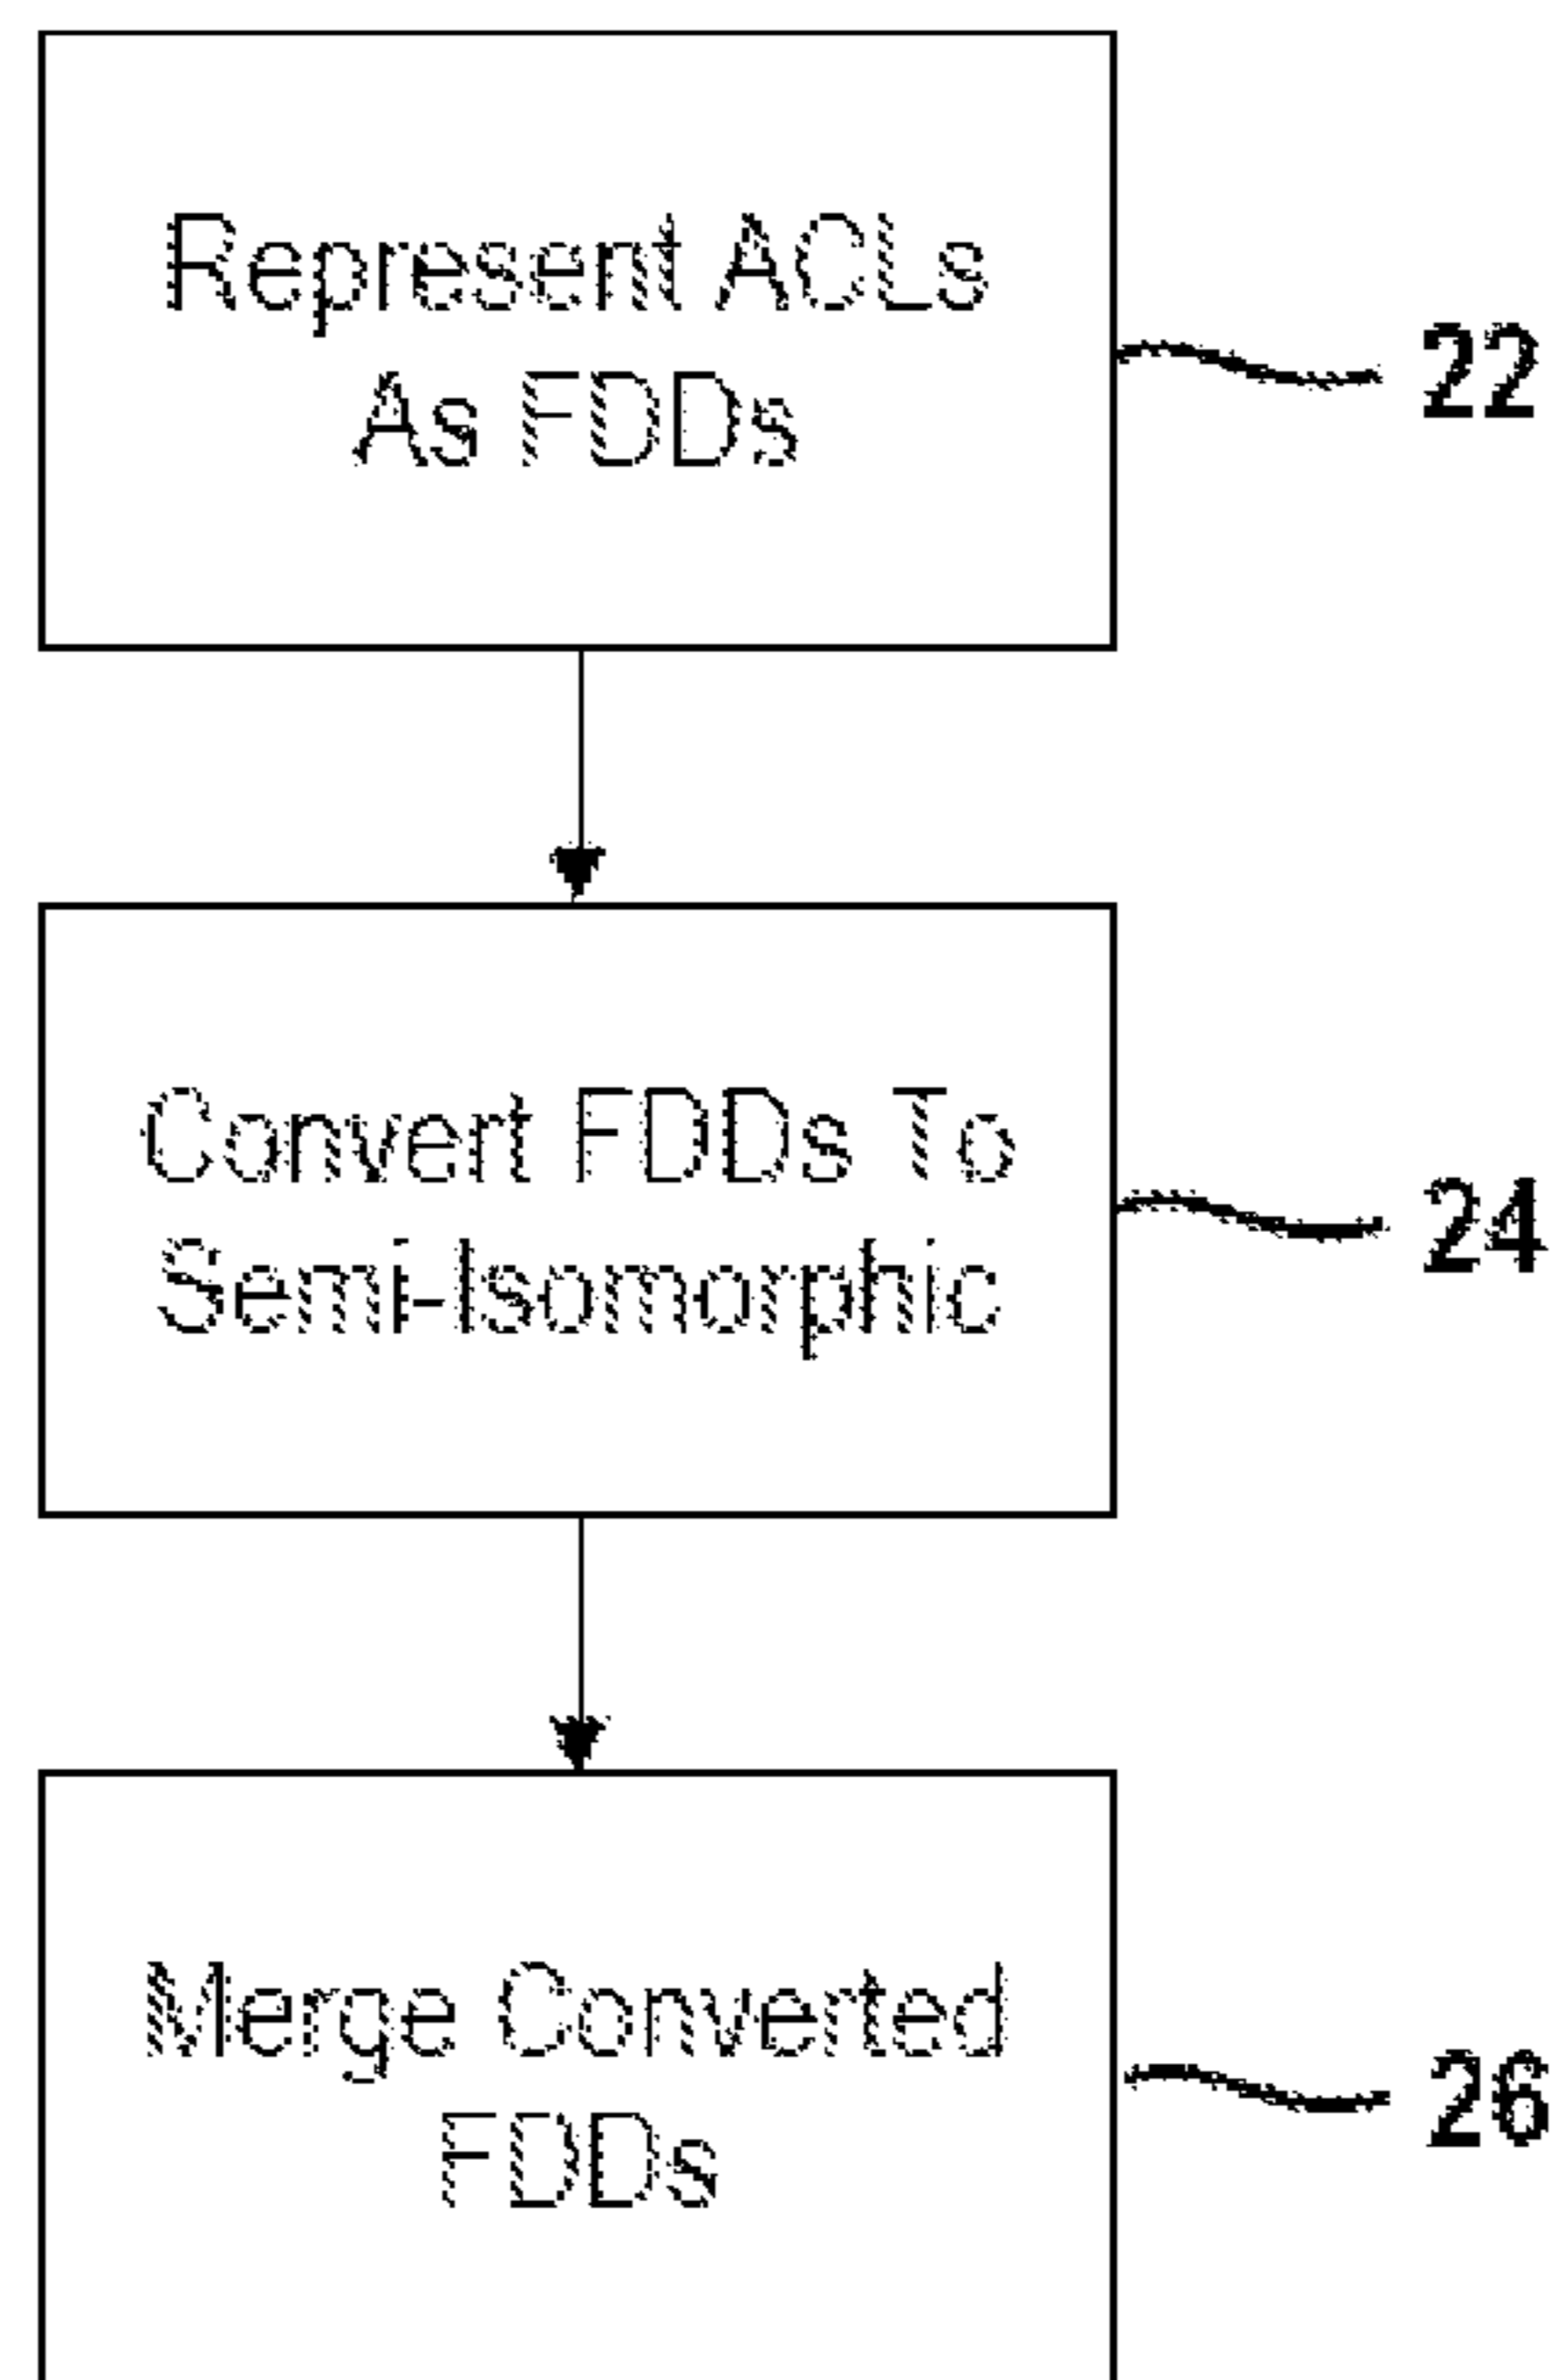 Represent ACLs
As FDDs
22
Convert FDDs To
Semi-Isomorphic
24
Merge Converted
FDDs
26